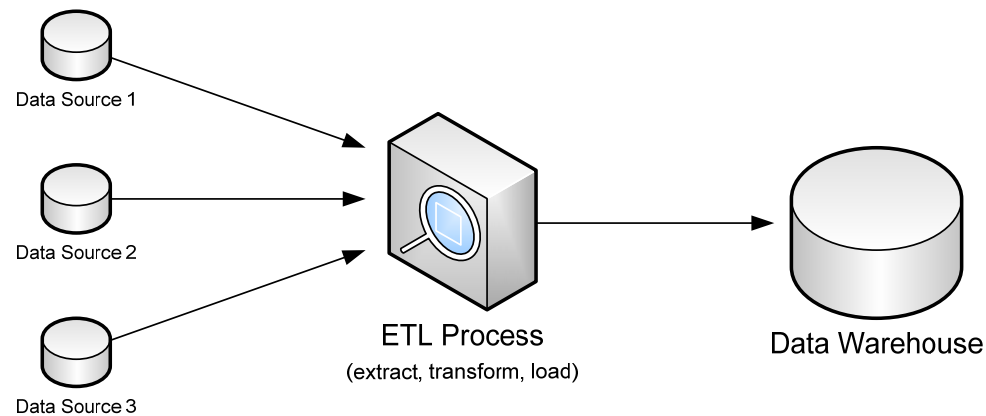 Data Source 1
Data Source 2
Data Source 3
ETL Process
(extract, transform, load)
Data Warehouse